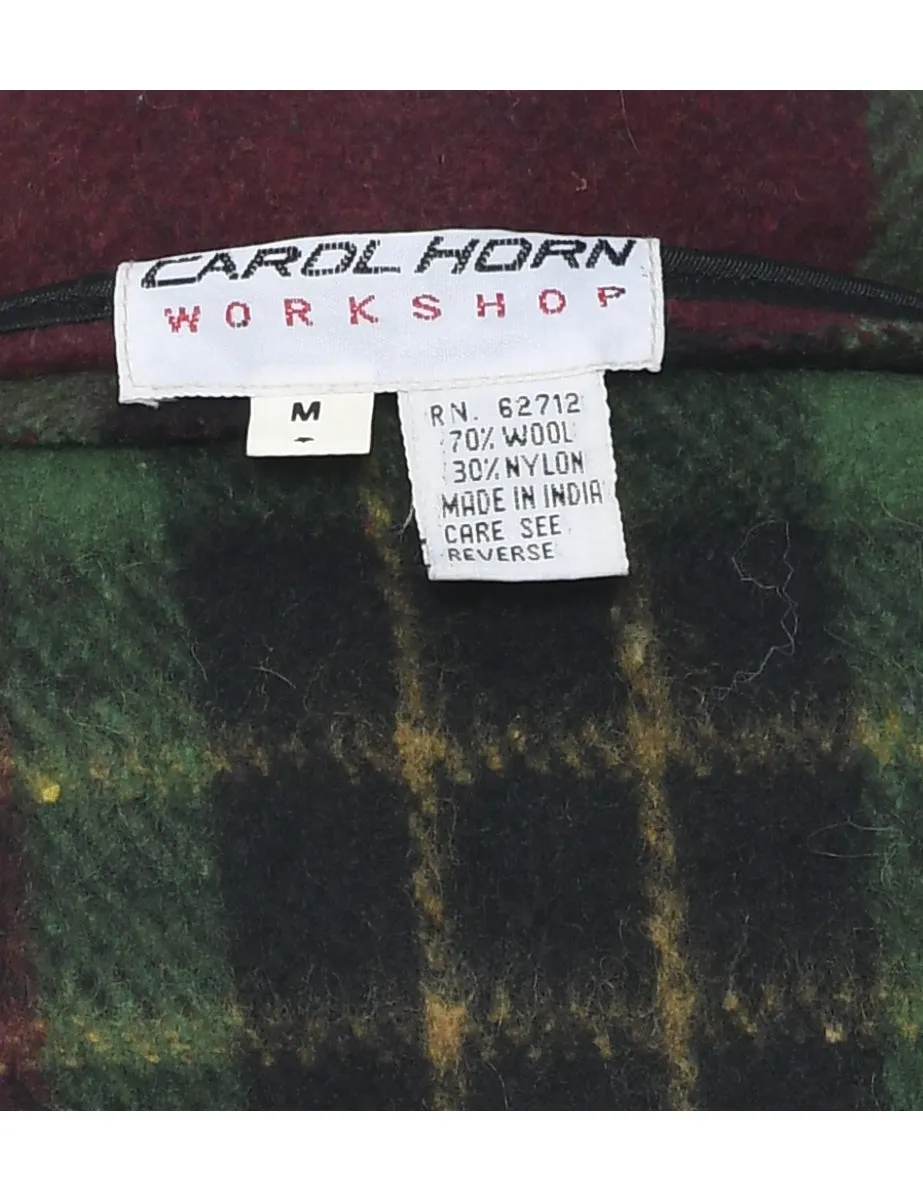 CAROL HORN
WORKSHOP
M
RN. 62712
70% WOOL
30% NYLON
MADE IN INDIA
CARE SEE
REVERSE